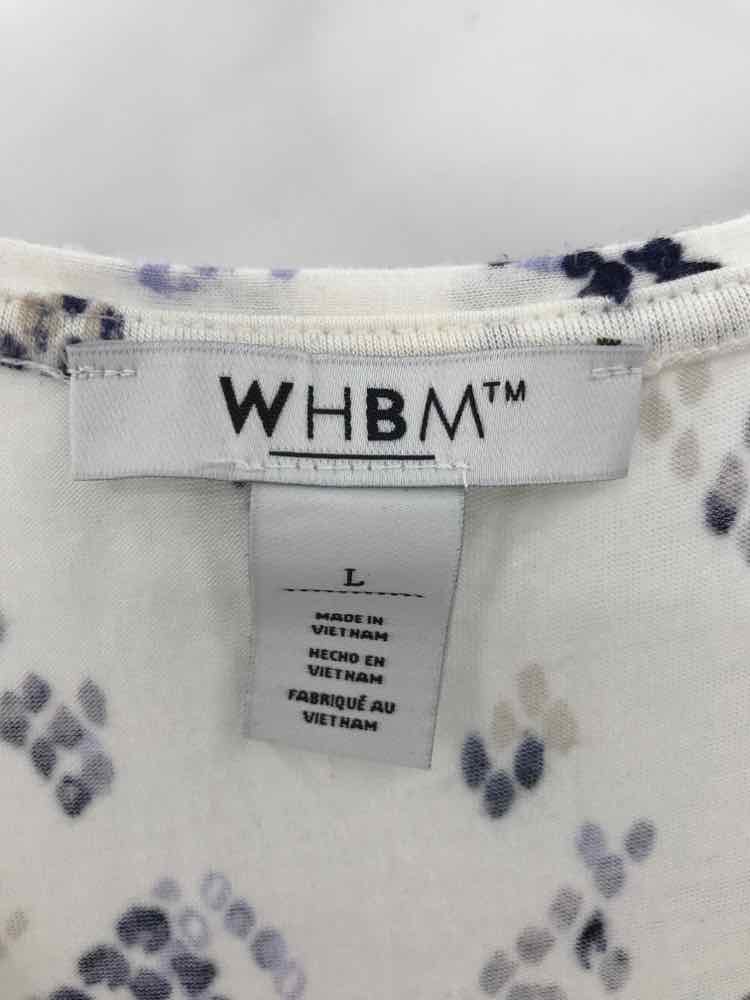 WHBM™
L
MADE IN
VIETNAM
HECHO EN
VIETNAM
FABRIQUÉ AU
VIETNAM